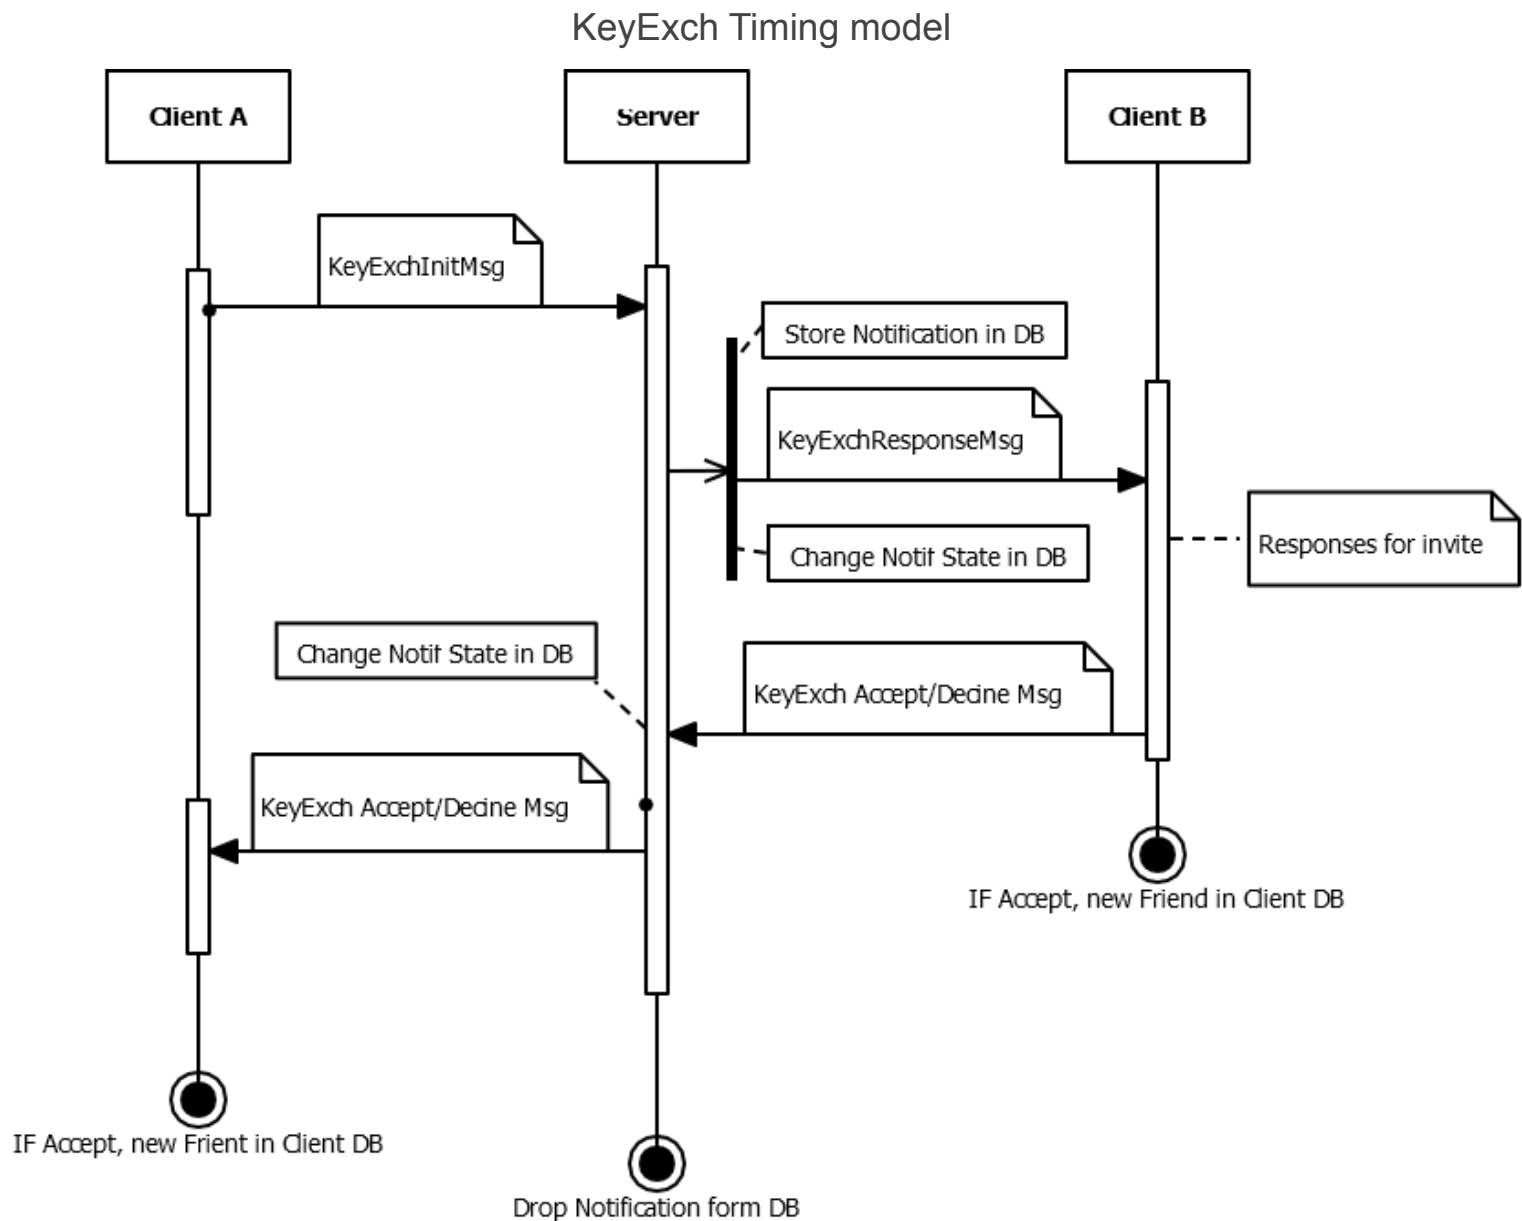 KeyExch Timing model
Client A
Server
Client B
KeyExchInitMsg
Store Notification in DB
KeyExchResponseMsg
Responses for invite
Change Notif State in DB
Change Notif State in DB
KeyExch Accept/Decine Msg
KeyExch Accept/Decine Msg
IF Accept, new Friend in Client DB
IF Accept, new Frient in Client DB
Drop Notification form DB